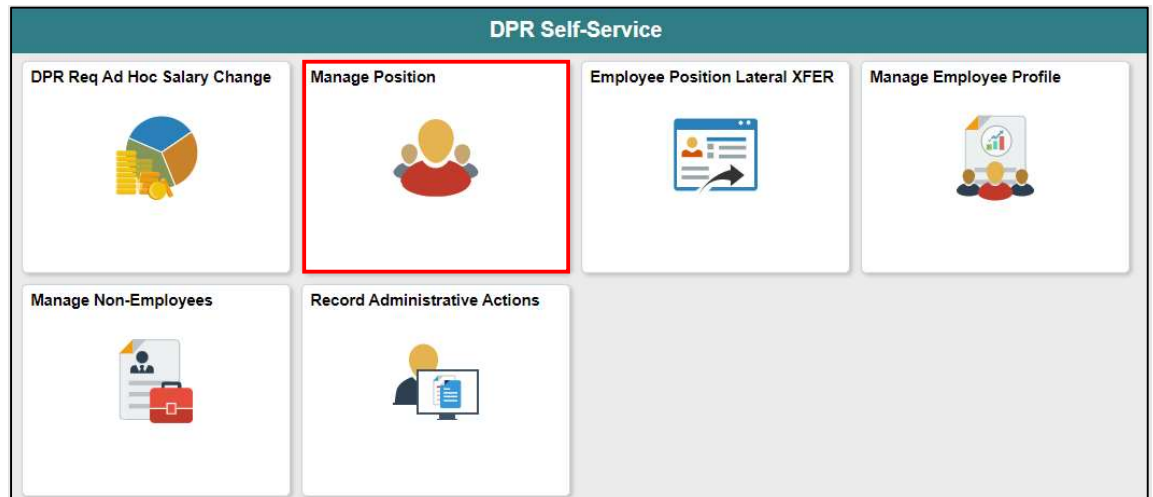 DPR Self-Service
DPR Req Ad Hoc Salary Change
Manage Position
Employee Position Lateral XFER
Manage Employee Profile
Manage Non-Employees
Record Administrative Actions